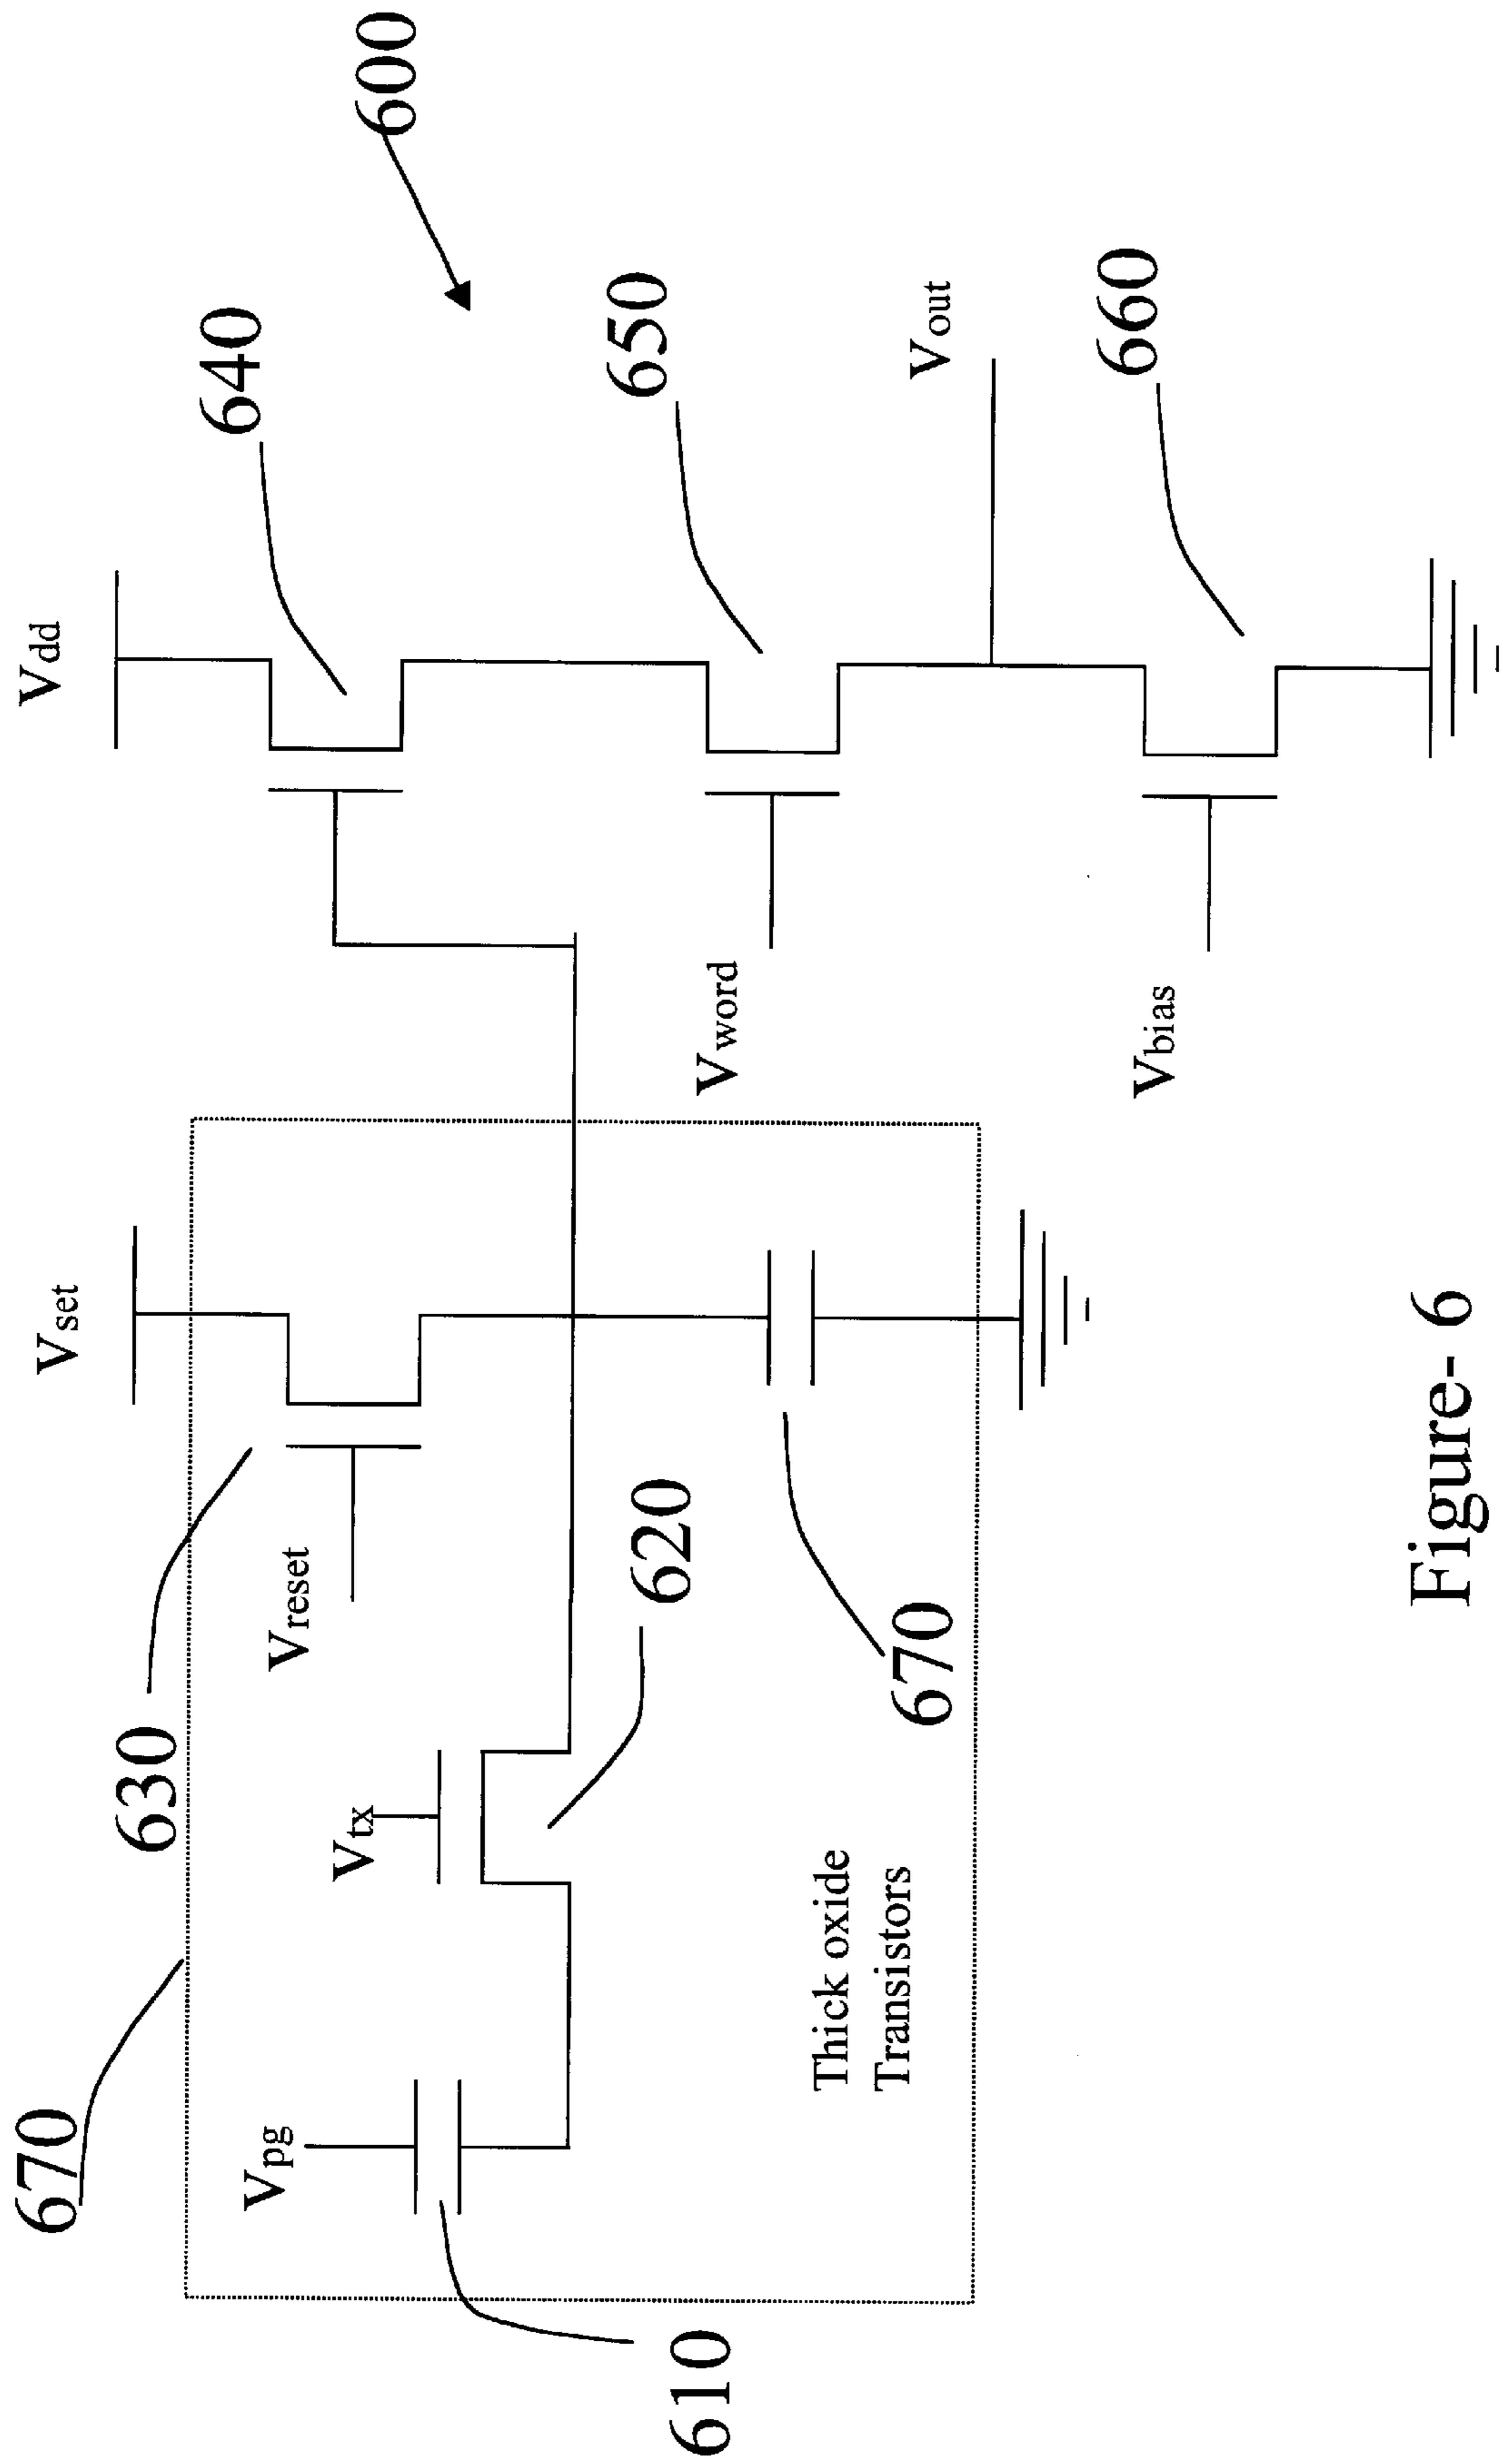 600
640
650
660
Vdd
Vout
Vset
Vword
Vbias
Vreset
630
620
Vtx
670
670
Vpg
610
Thick oxide
Transistors
Figure- 6